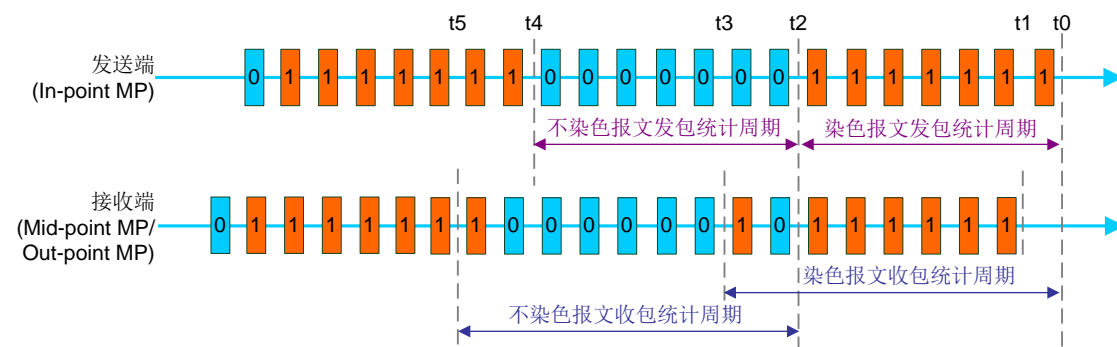 t5 t4 t3 t2 t1 t0
发送端
(In-point MP)
0 1 1 1 1 1 1 1 0 0 0 0 0 0 0 1 1 1 1 1 1 1
不染色报文发包统计周期 染色报文发包统计周期
接收端
(Mid-point MP/
Out-point MP)
0 1 1 1 1 1 1 1 0 0 0 0 0 0 1 0 1 1 1 1 1 1
染色报文收包统计周期
不染色报文收包统计周期